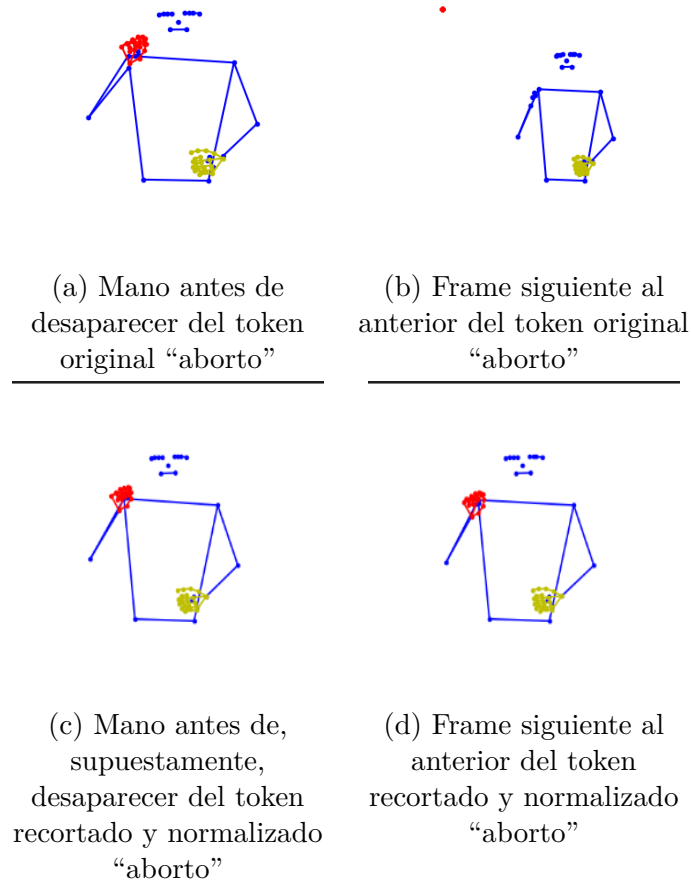 (a) Mano antes de
desaparecer del token
original “aborto”
(b) Frame siguiente al
anterior del token original
“aborto”
(c) Mano antes de,
supuestamente,
desaparecer del token
recortado y normalizado
“aborto”
(d) Frame siguiente al
anterior del token
recortado y normalizado
“aborto”